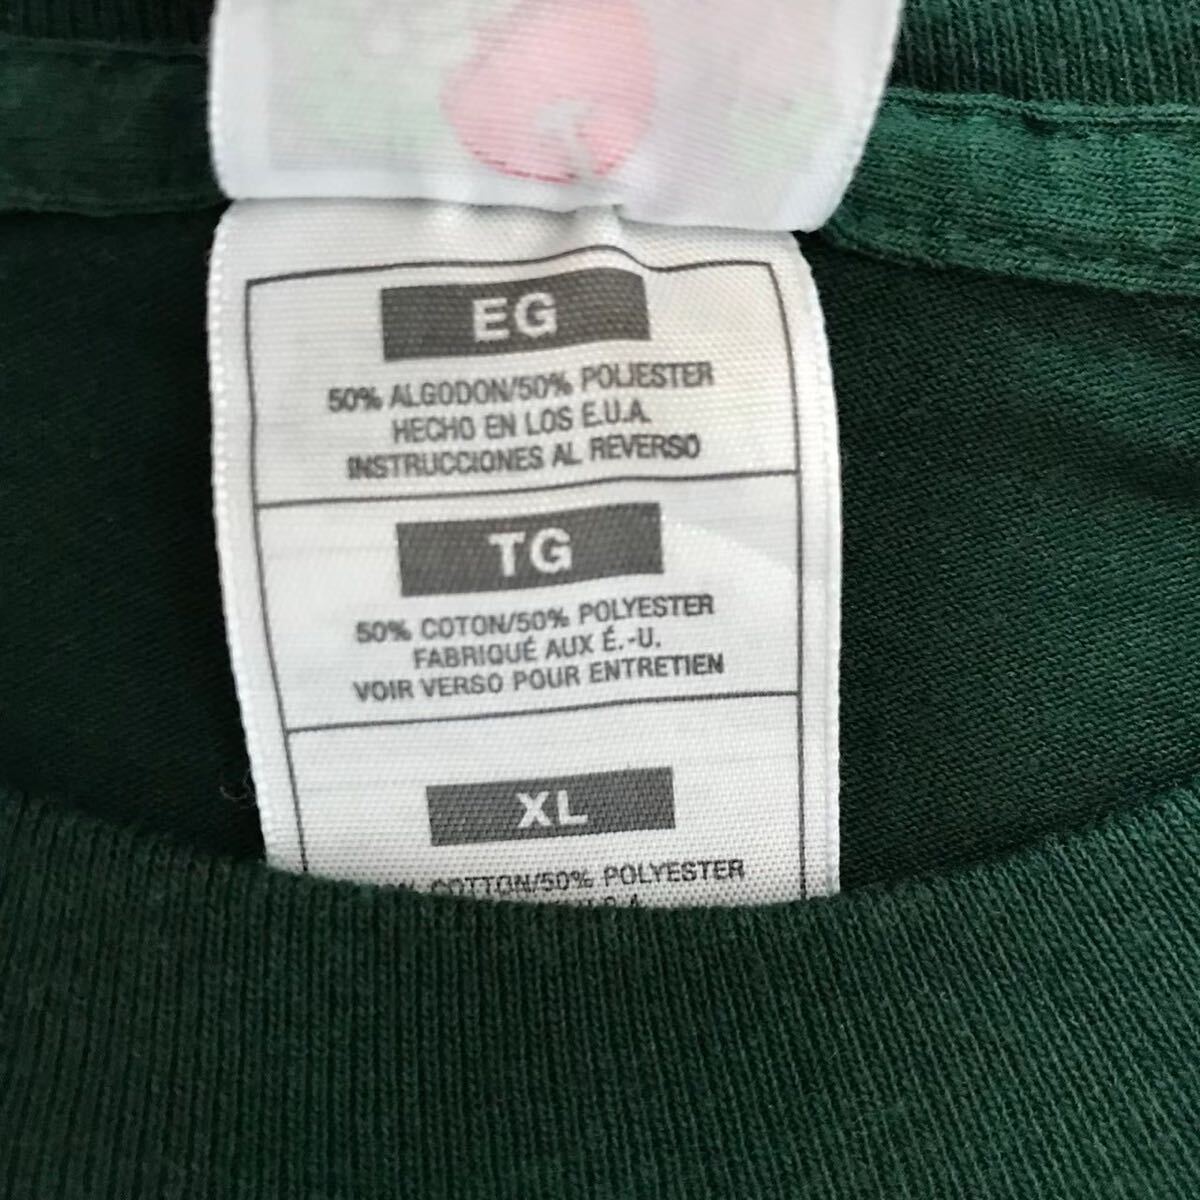 EG
50% ALGODON/50% POLIESTER
HECHO EN LOS E.U.A.
INSTRUCCIONES AL REVERSO
TG
50% COTON/50% POLYESTER
FABRIQUÉ AUX É.-U.
VOIR VERSO POUR ENTRETIEN
XL
COTTON/50% POLYESTER